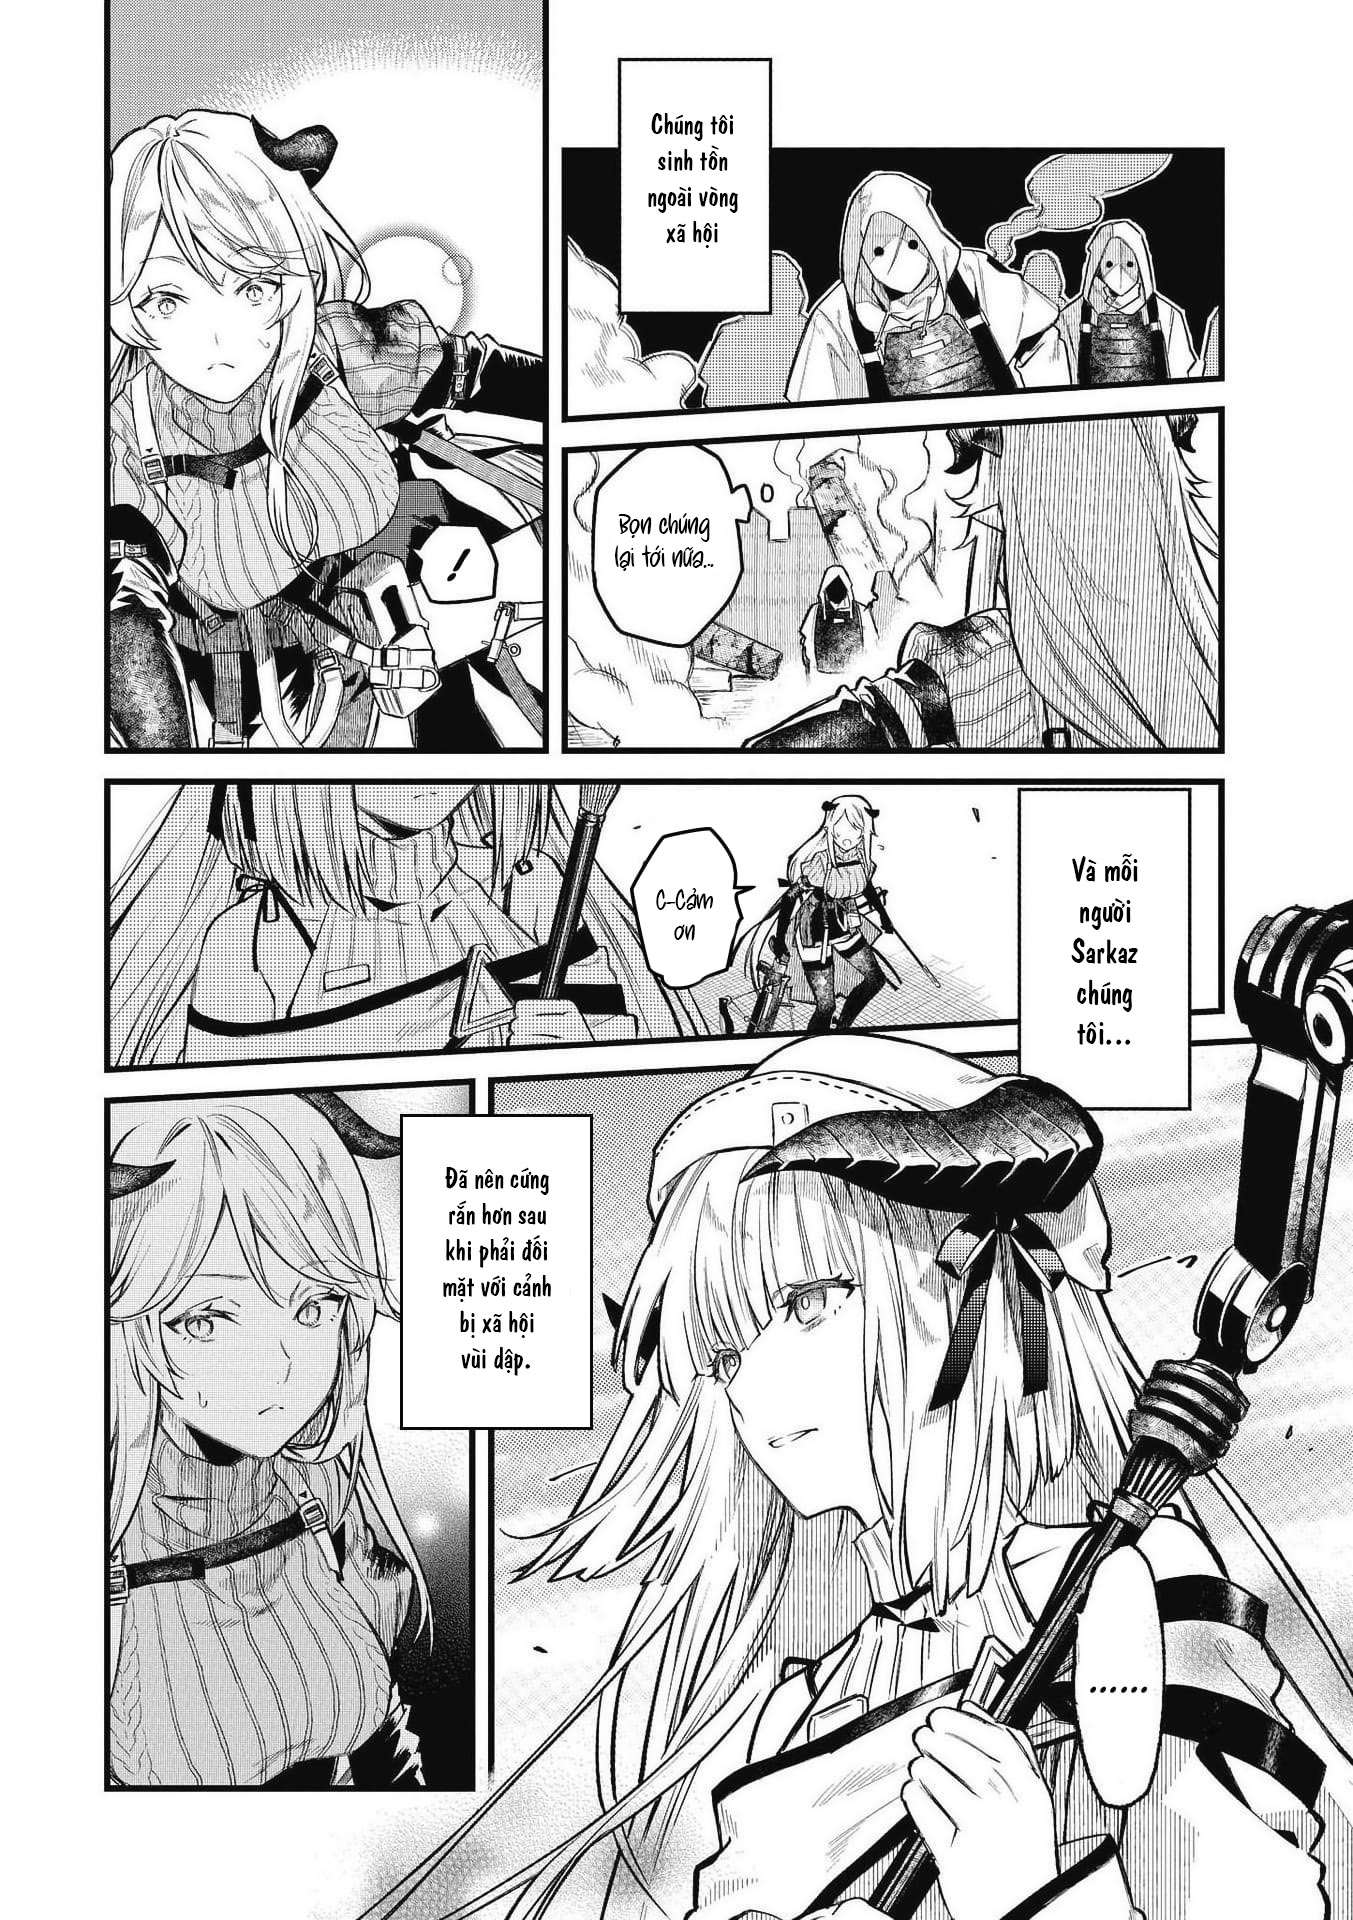 Chúng tôi
sinh tồn
ngoài vòng
xã hội
Bọn chúng
lại tới nữa...
!
Và mỗi
người
Sarkaz
chúng
tôi...
C-Cảm
ơn
......
Đã nên cứng
rắn hơn sau
khi phải đối
mặt với cảnh
bị xã hội
vùi dập.